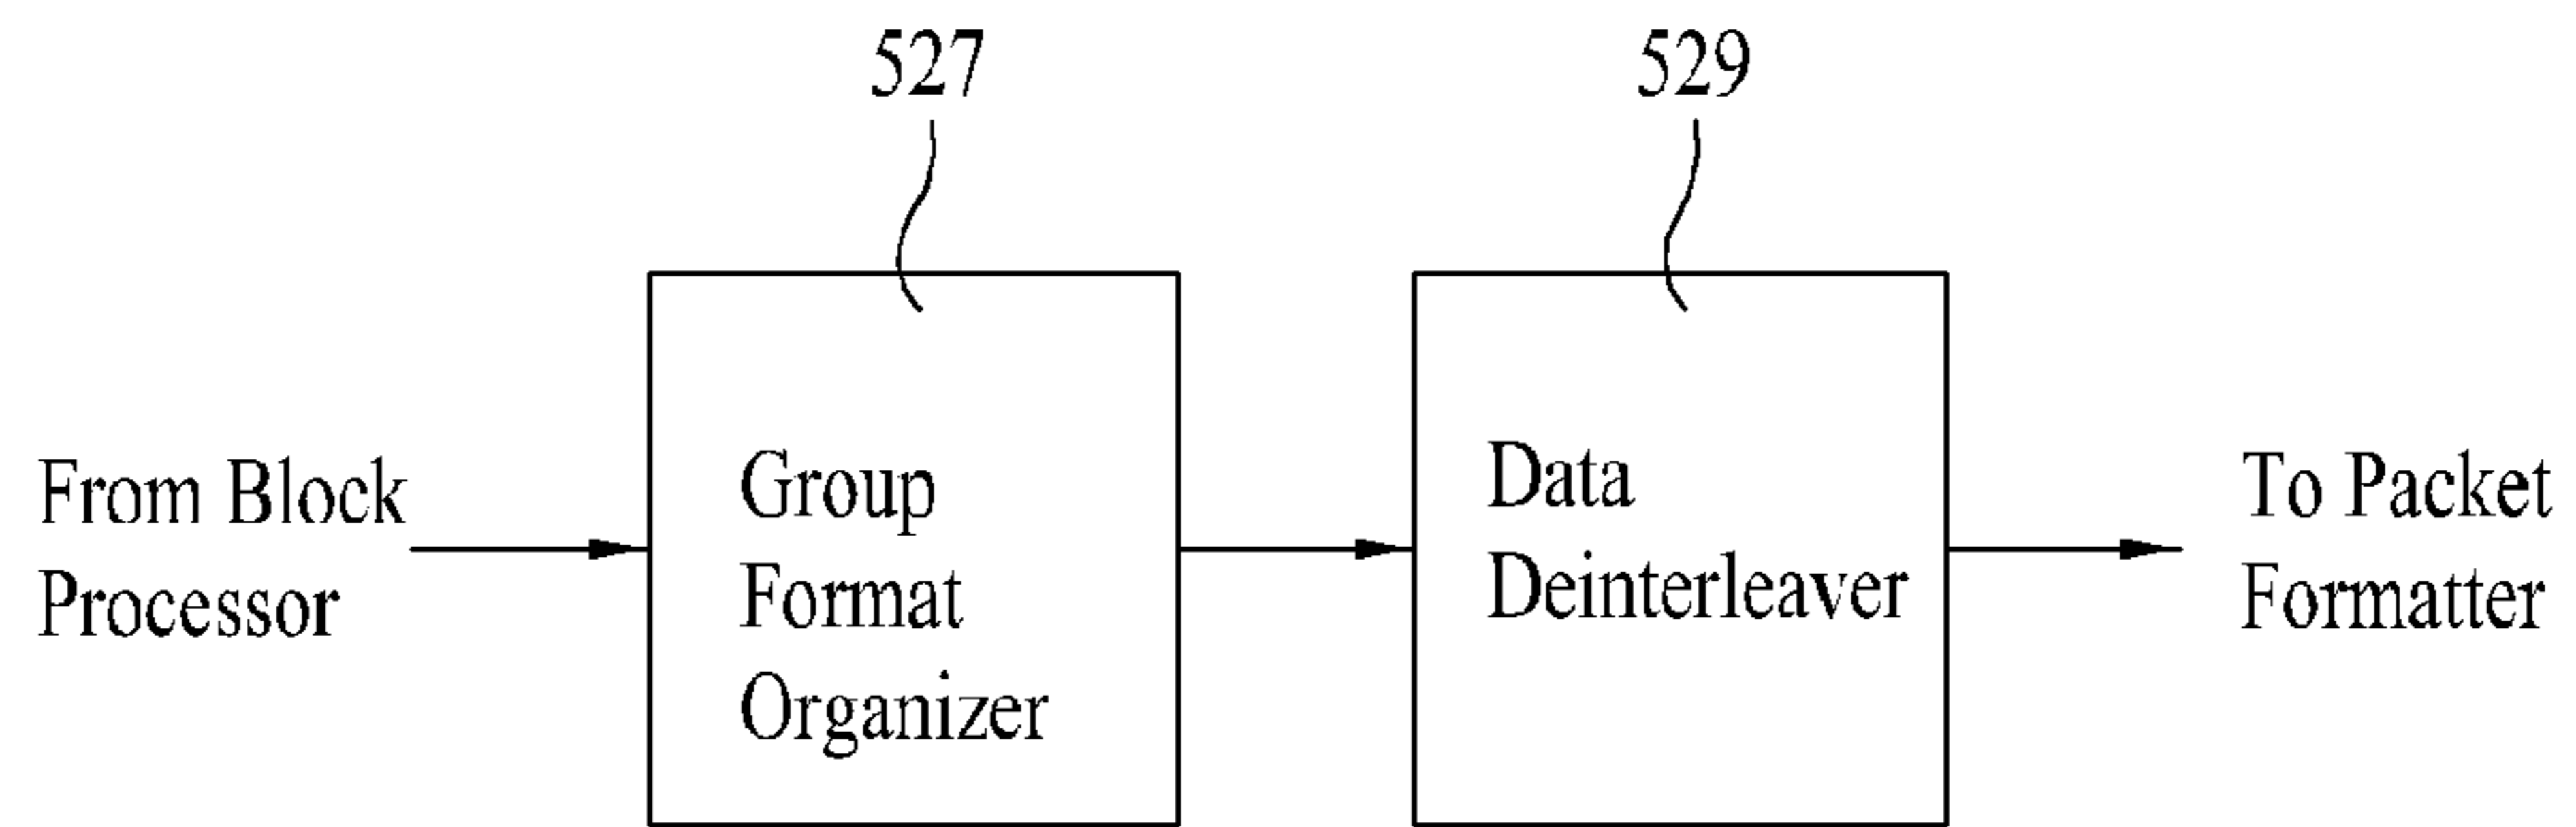 527
529
From Block
Processor
Group
Format
Organizer
Data
Deinterleaver
To Packet
Formatter